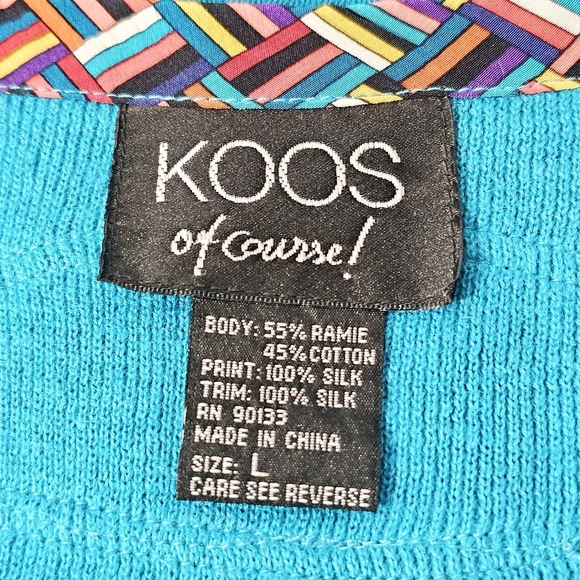 KOOS
of course!
BODY: 55% RAMIE
45% COTTON
PRINT: 100% SILK
TRIM: 100% SILK
RN 90133
MADE IN CHINA
SIZE: L
CARE SEE REVERSE